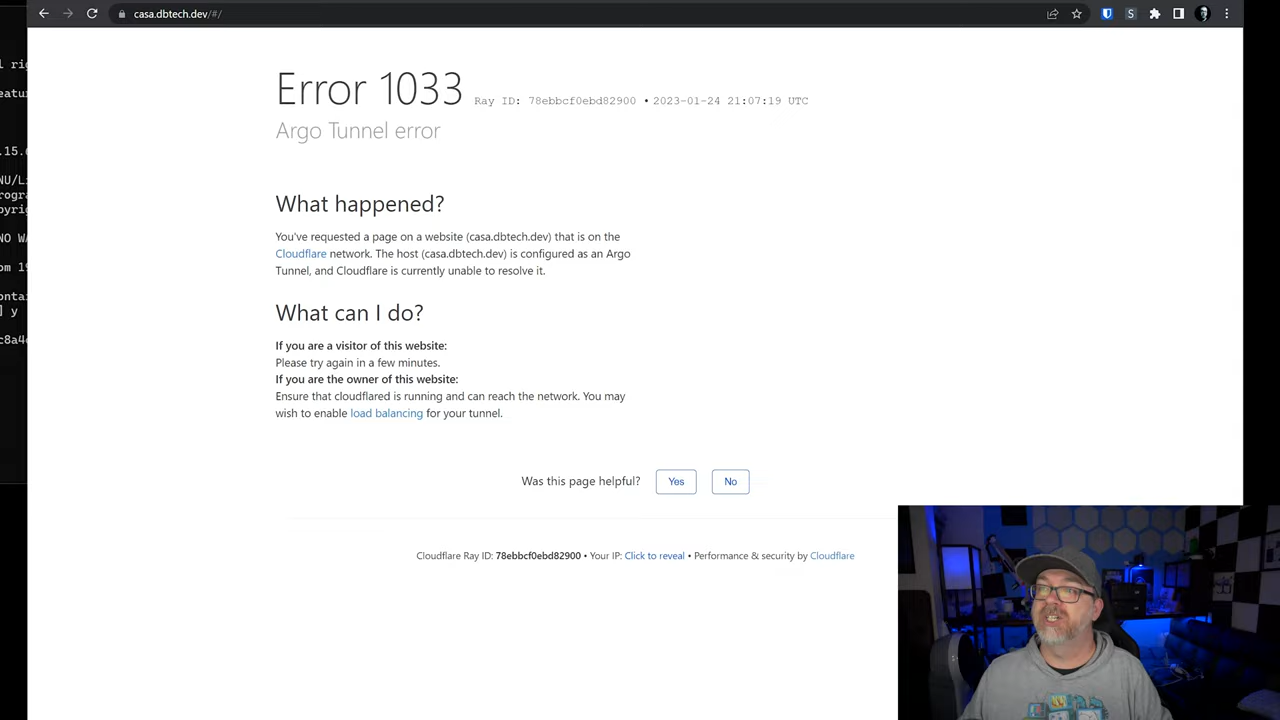 casa.dbtech.dev/#/
Error 1033 Ray ID: 78ebbcf0ebd82900 • 2023-01-24 21:07:19 UTC
Argo Tunnel error
What happened?
You've requested a page on a website (casa.dbtech.dev) that is on the
Cloudflare network. The host (casa.dbtech.dev) is configured as an Argo
Tunnel, and Cloudflare is currently unable to resolve it.
What can I do?
If you are a visitor of this website:
Please try again in a few minutes.
If you are the owner of this website:
Ensure that cloudflared is running and can reach the network. You may
wish to enable load balancing for your tunnel.
Was this page helpful? Yes No
Cloudflare Ray ID: 78ebbcf0ebd82900 • Your IP: Click to reveal • Performance & security by Cloudflare